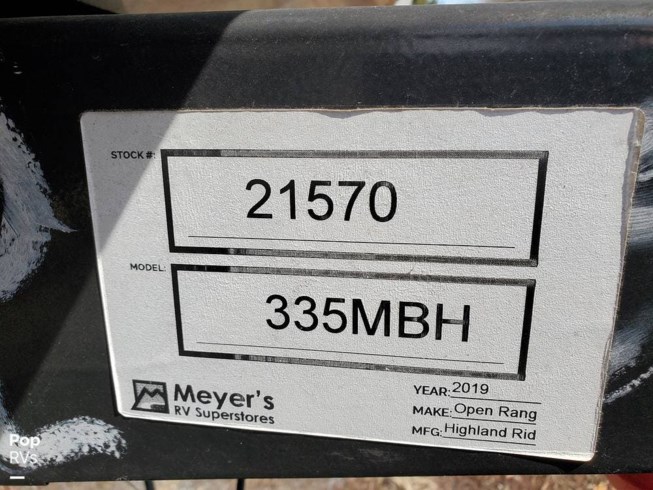 STOCK #:
21570
MODEL:
335MBH
Meyer's
RV Superstores
YEAR: 2019
MAKE: Open Rang
MFG: Highland Rid
Pop
RVs